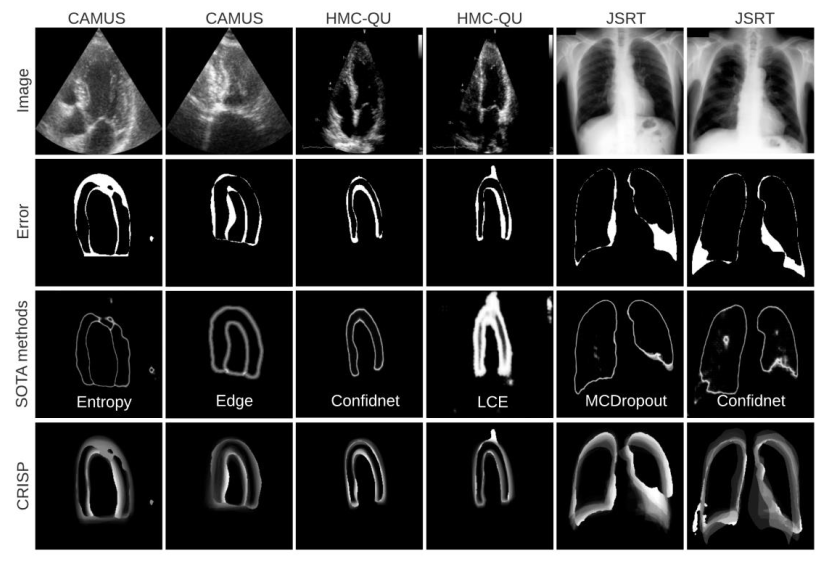 CAMUS CAMUS HMC-QU HMC-QU JSRT JSRT
Image
Error
SOTA methods
Entropy Edge Confidnet LCE MCDropout Confidnet
CRISP